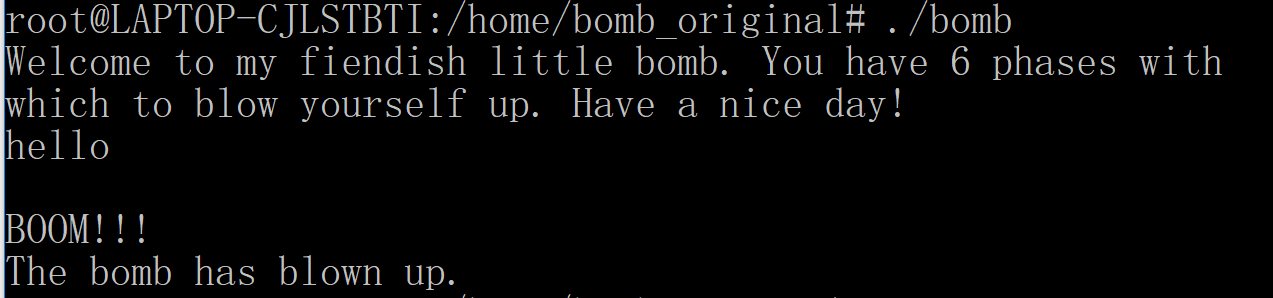 root@LAPTOP-CJLSTBTI:/home/bomb_original# ./bomb
Welcome to my fiendish little bomb. You have 6 phases with
which to blow yourself up. Have a nice day!
hello
BOOM!!!
The bomb has blown up.